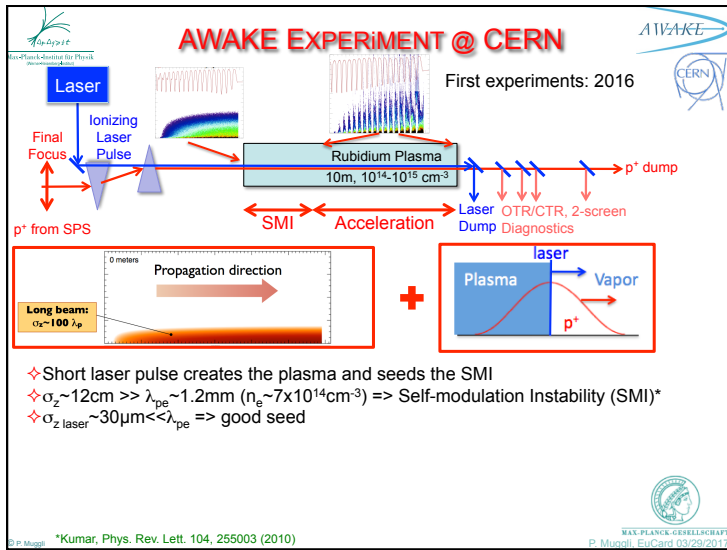 AWAKE EXPERiMENT @ CERN
Max-Planck-Institut für Physik
(Werner-Heisenberg-Institut)
AWAKE
CERN
First experiments: 2016
Laser
Ionizing
Laser
Pulse
Final
Focus
p⁺ from SPS
Rubidium Plasma
10m, 10¹⁴-10¹⁵ cm⁻³
p⁺ dump
SMI
Acceleration
Laser
Dump
OTR/CTR, 2-screen
Diagnostics
0 meters
Propagation direction
Long beam:
σz~100 λp
laser
Plasma
Vapor
p⁺
✧Short laser pulse creates the plasma and seeds the SMI
✧σz~12cm >> λpe~1.2mm (ne~7x10¹⁴cm⁻³) => Self-modulation Instability (SMI)*
✧σz laser~30µm<<λpe => good seed
MAX-PLANCK-GESELLSCHAFT
© P. Muggli
*Kumar, Phys. Rev. Lett. 104, 255003 (2010)
P. Muggli, EuCard 03/29/2017